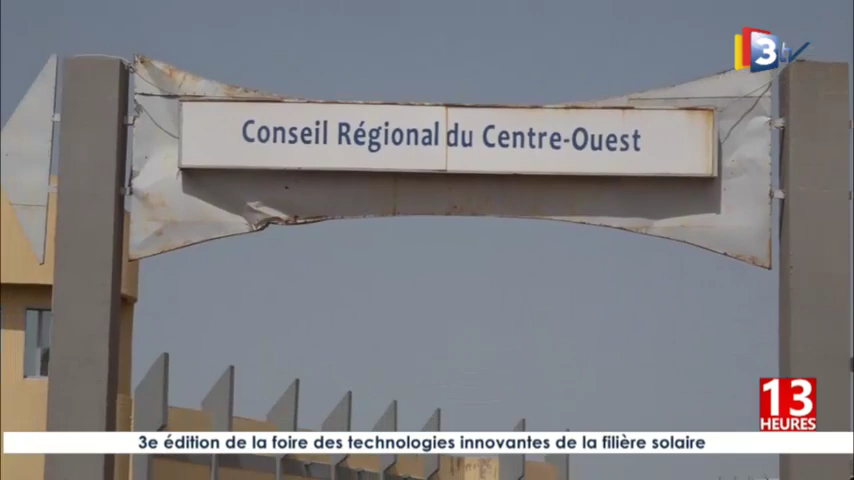 3tv
Conseil Régional du Centre-Ouest
13
HEURES
3e édition de la foire des technologies innovantes de la filière solaire